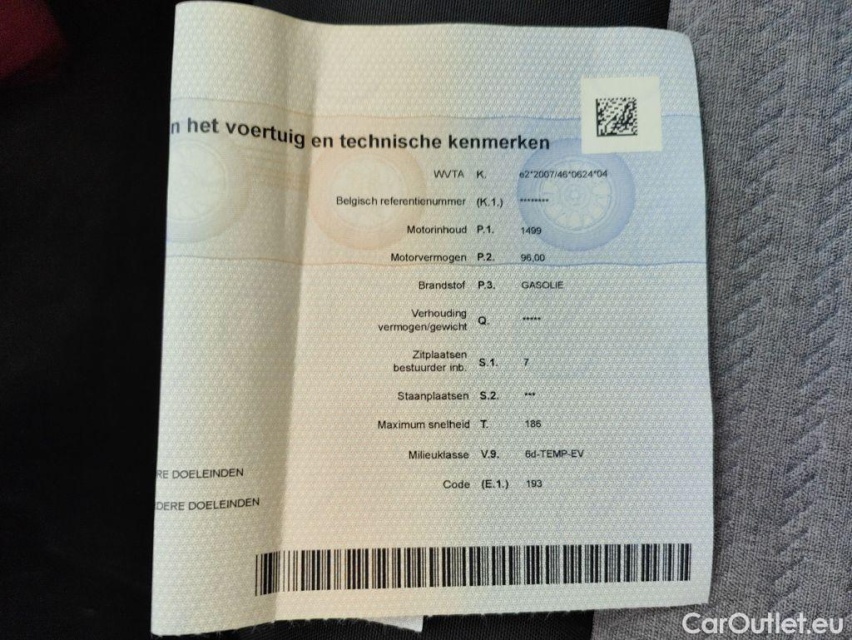 n het voertuig en technische kenmerken
WVTA K. e2*2007/46*0624*04
Belgisch referentienummer (K.1.) ********
Motorinhoud P.1. 1499
Motorvermogen P.2. 96,00
Brandstof P.3. GASOLIE
Verhouding
vermogen/gewicht Q. *****
Zitplaatsen
bestuurder inb. S.1. 7
Staanplaatsen S.2. ***
Maximum snelheid T. 186
Milieuklasse V.9. 6d-TEMP-EV
Code (E.1.) 193
RE DOELEINDEN
DERE DOELEINDEN
CarOutlet.eu